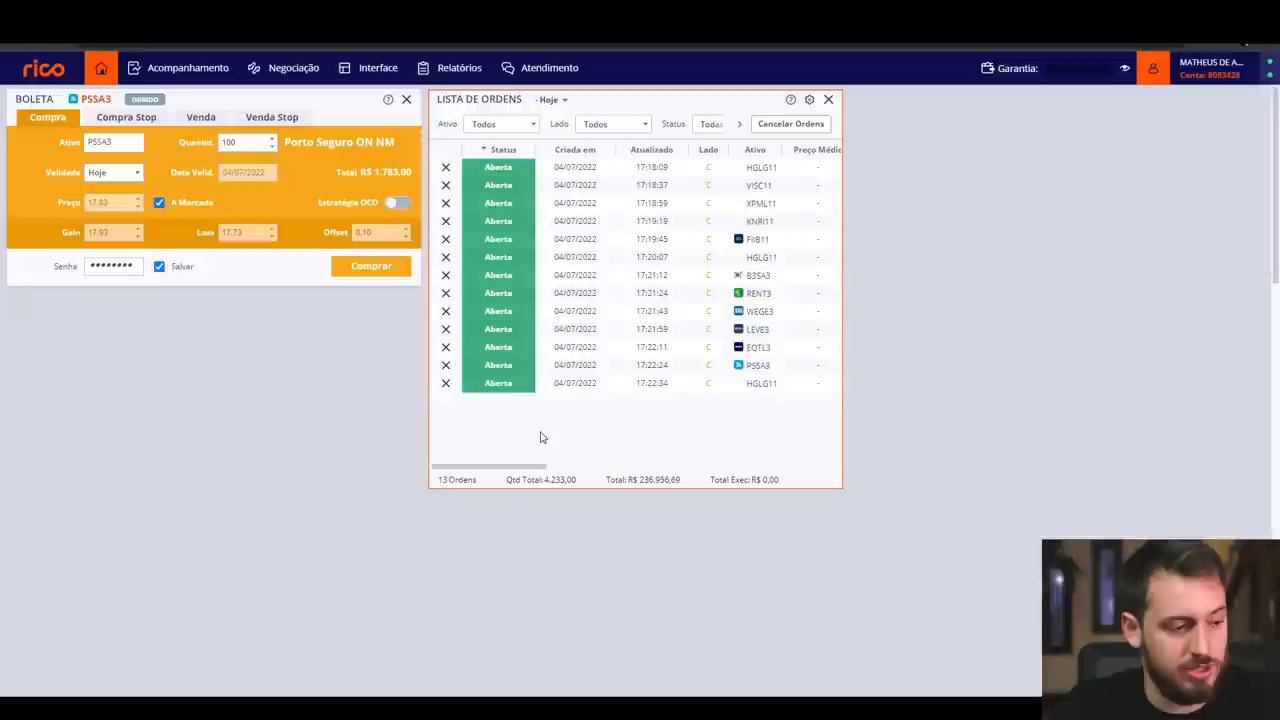 rico
Acompanhamento
Negociação
Interface
Relatórios
Atendimento
Garantia:
MATHEUS DE A...
Conta: 8083428
BOLETA PSSA3 INIBIDO
Compra Compra Stop Venda Venda Stop
Ativo PSSA3 Quantid. 100 Porto Seguro ON NM
Validade Hoje Data Valid. 04/07/2022 Total R$ 1.783,00
Preço 17.83 A Mercado Estratégia OCO
Gain 17.93 Loss 17.73 Offset 0,10
Senha ******** Salvar Comprar
LISTA DE ORDENS - Hoje
Ativo Todos Lado Todos Status Todas Cancelar Ordens
Status Criada em Atualizado Lado Ativo Preço Médic
Aberta 04/07/2022 17:18:09 C HGLG11 -
Aberta 04/07/2022 17:18:37 C VISC11 -
Aberta 04/07/2022 17:18:59 C XPML11 -
Aberta 04/07/2022 17:19:19 C KNRI11 -
Aberta 04/07/2022 17:19:45 C FIIB11 -
Aberta 04/07/2022 17:20:07 C HGLG11 -
Aberta 04/07/2022 17:21:12 C B3SA3 -
Aberta 04/07/2022 17:21:24 C RENT3 -
Aberta 04/07/2022 17:21:43 C WEGE3 -
Aberta 04/07/2022 17:21:59 C LEVE3 -
Aberta 04/07/2022 17:22:11 C EQTL3 -
Aberta 04/07/2022 17:22:24 C PSSA3 -
Aberta 04/07/2022 17:22:34 C HGLG11 -
13 Ordens Qtd Total: 4.233,00 Total: R$ 236.956,69 Total Exec: R$ 0,00